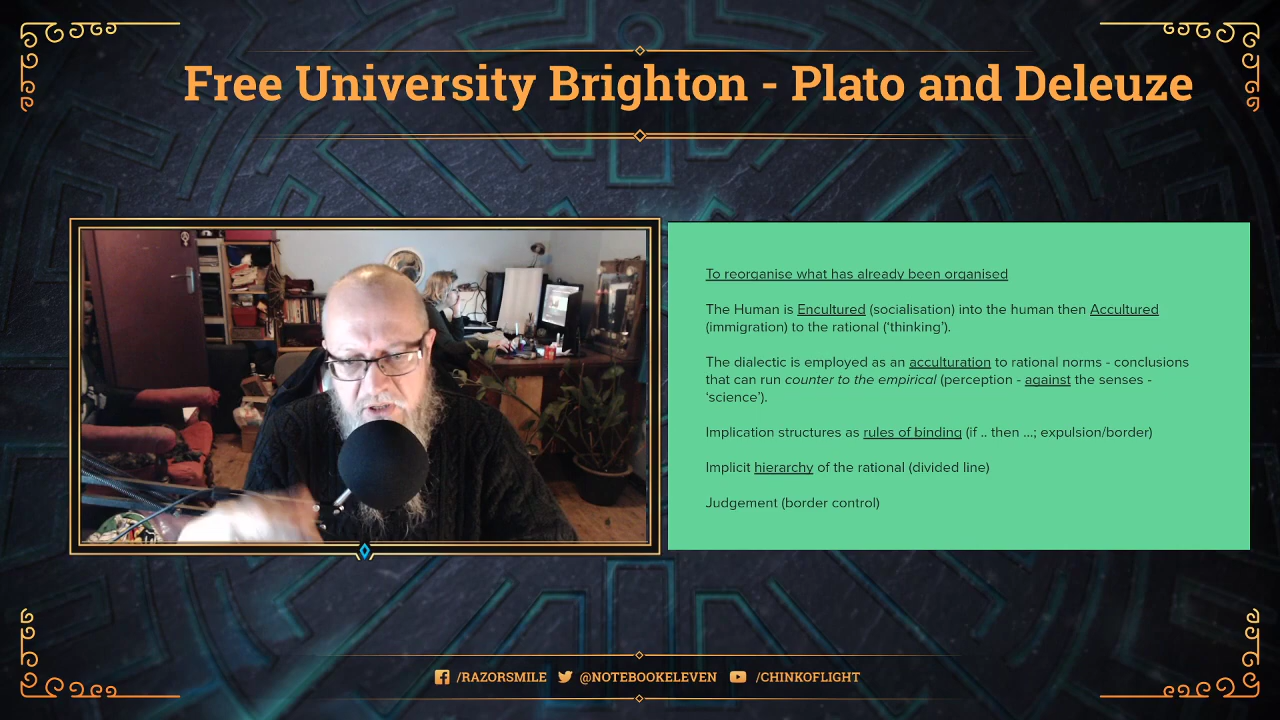 Free University Brighton - Plato and Deleuze
To reorganise what has already been organised
The Human is Encultured (socialisation) into the human then Accultured
(immigration) to the rational (‘thinking’).
The dialectic is employed as an acculturation to rational norms - conclusions
that can run counter to the empirical (perception - against the senses -
‘science’).
Implication structures as rules of binding (if .. then ...; expulsion/border)
Implicit hierarchy of the rational (divided line)
Judgement (border control)
/RAZORSMILE @NOTEBOOKELEVEN /CHINKOFLIGHT